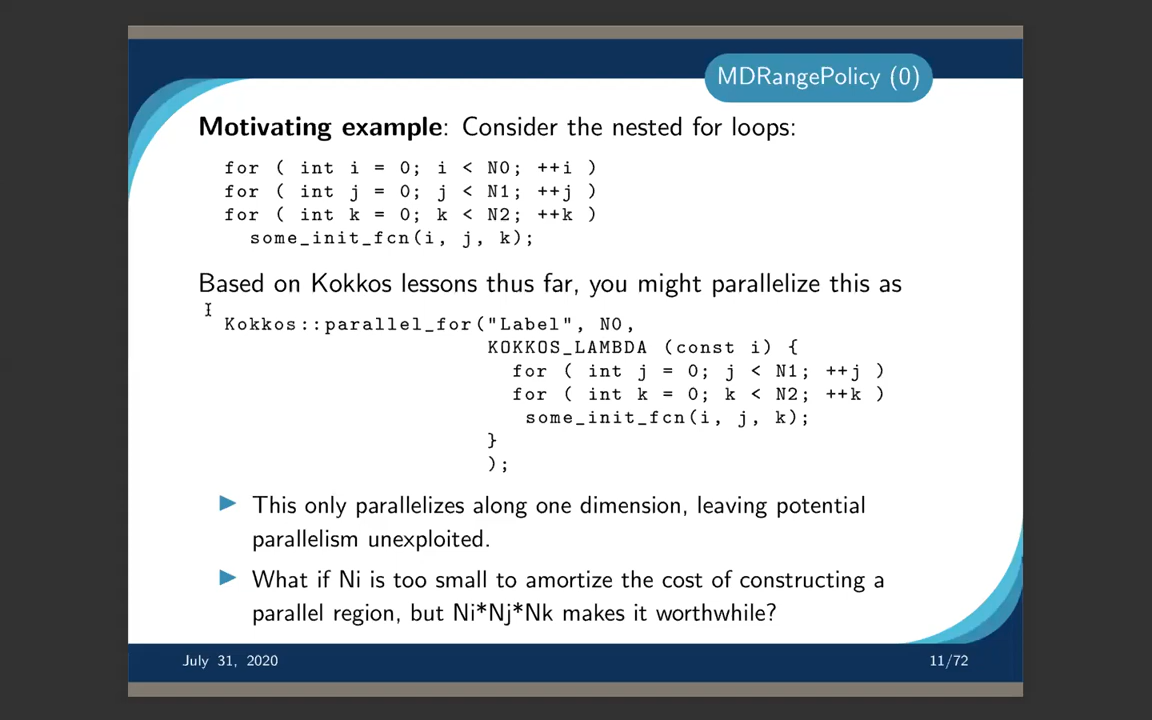 MDRangePolicy (0)
Motivating example: Consider the nested for loops:
for ( int i = 0; i < N0; ++i )
for ( int j = 0; j < N1; ++j )
for ( int k = 0; k < N2; ++k )
some_init_fcn(i, j, k);
Based on Kokkos lessons thus far, you might parallelize this as
Kokkos::parallel_for("Label", N0,
KOKKOS_LAMBDA (const i) {
for ( int j = 0; j < N1; ++j )
for ( int k = 0; k < N2; ++k )
some_init_fcn(i, j, k);
}
);
▶ This only parallelizes along one dimension, leaving potential
parallelism unexploited.
▶ What if Ni is too small to amortize the cost of constructing a
parallel region, but Ni*Nj*Nk makes it worthwhile?
July 31, 2020
11/72